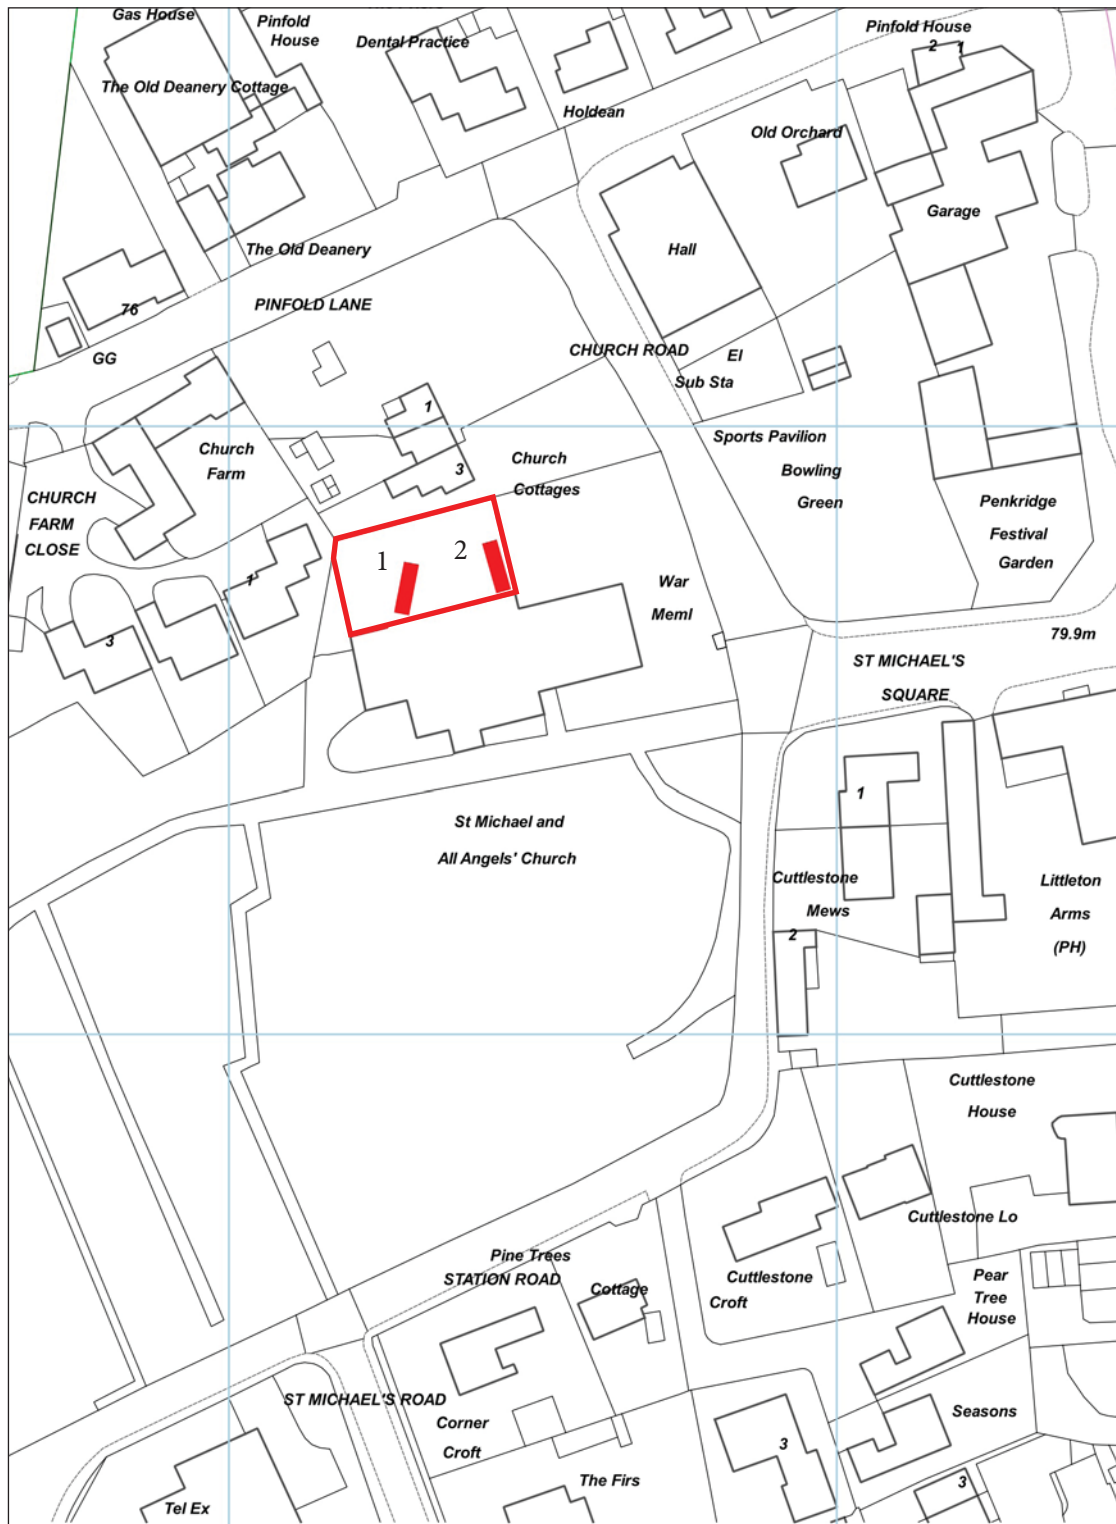 Gas House
Pinfold
House
Dental Practice
Pinfold House
2
1
The Old Deanery Cottage
Holdean
Old Orchard
Garage
The Old Deanery
Hall
76
PINFOLD LANE
GG
CHURCH ROAD
El
Sub Sta
1
Church
Farm
3
Church
Cottages
Sports Pavilion
Bowling
Green
CHURCH
FARM
CLOSE
Penkridge
Festival
Garden
1
2
1
War
Meml
3
79.9m
ST MICHAEL'S
SQUARE
1
St Michael and
All Angels' Church
Cuttlestone
Mews
2
Littleton
Arms
(PH)
Cuttlestone
House
Cuttlestone Lo
Pine Trees
STATION ROAD
Cottage
Cuttlestone
Croft
Pear
Tree
House
ST MICHAEL'S ROAD
Corner
Croft
Seasons
3
The Firs
3
Tel Ex